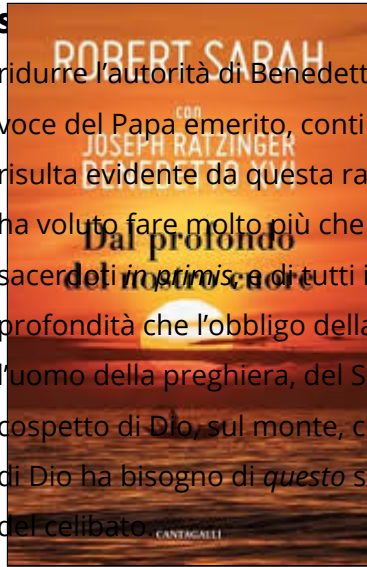 s
ROBERT SARAH
ridurre l'autorità di Benedett
con
voce del Papa emerito, conti
JOSEPH RATZINGER
BENEDETTO XVI
risulta evidente da questa ra
ha voluto fare molto più che
Dal profondo
del nostro cuore
sacerdoti in primis, e di tutti i
profondità che l'obbligo della
l'uomo della preghiera, del S
cospetto di Dio, sul monte, c
di Dio ha bisogno di questo s
del celibato.
CANTAGALLI